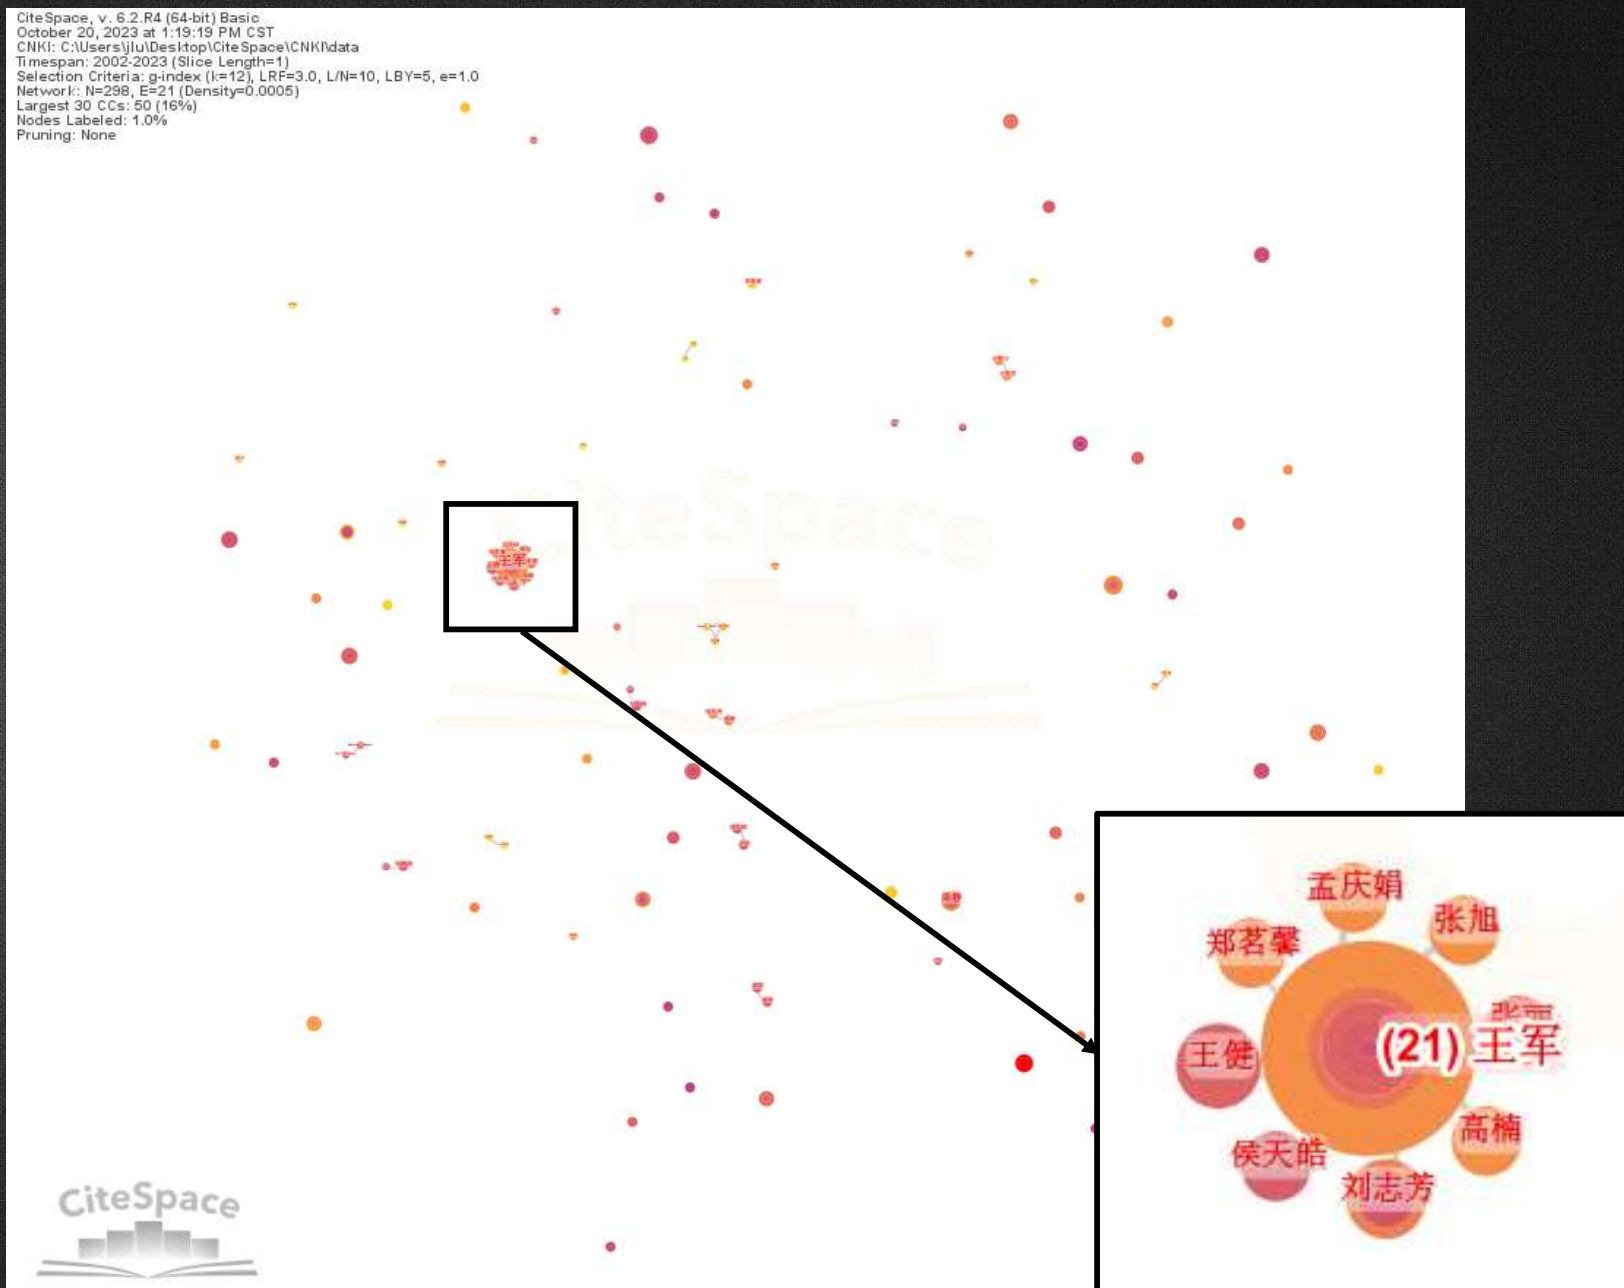 CiteSpace, v. 6.2.R4 (64-bit) Basic
October 20, 2023 at 1:19:19 PM CST
CNKI: C:\Users\jlu\Desktop\CiteSpace\CNKI\data
Timespan: 2002-2023 (Slice Length=1)
Selection Criteria: g-index (k=12), LRF=3.0, L/N=10, LBY=5, e=1.0
Network: N=298, E=21 (Density=0.0005)
Largest 30 CCs: 50 (16%)
Nodes Labeled: 1.0%
Pruning: None
CiteSpace
王军
孟庆娟
张旭
郑茗馨
(21) 王军
王健
高楠
侯天皓
刘志芳
CiteSpace